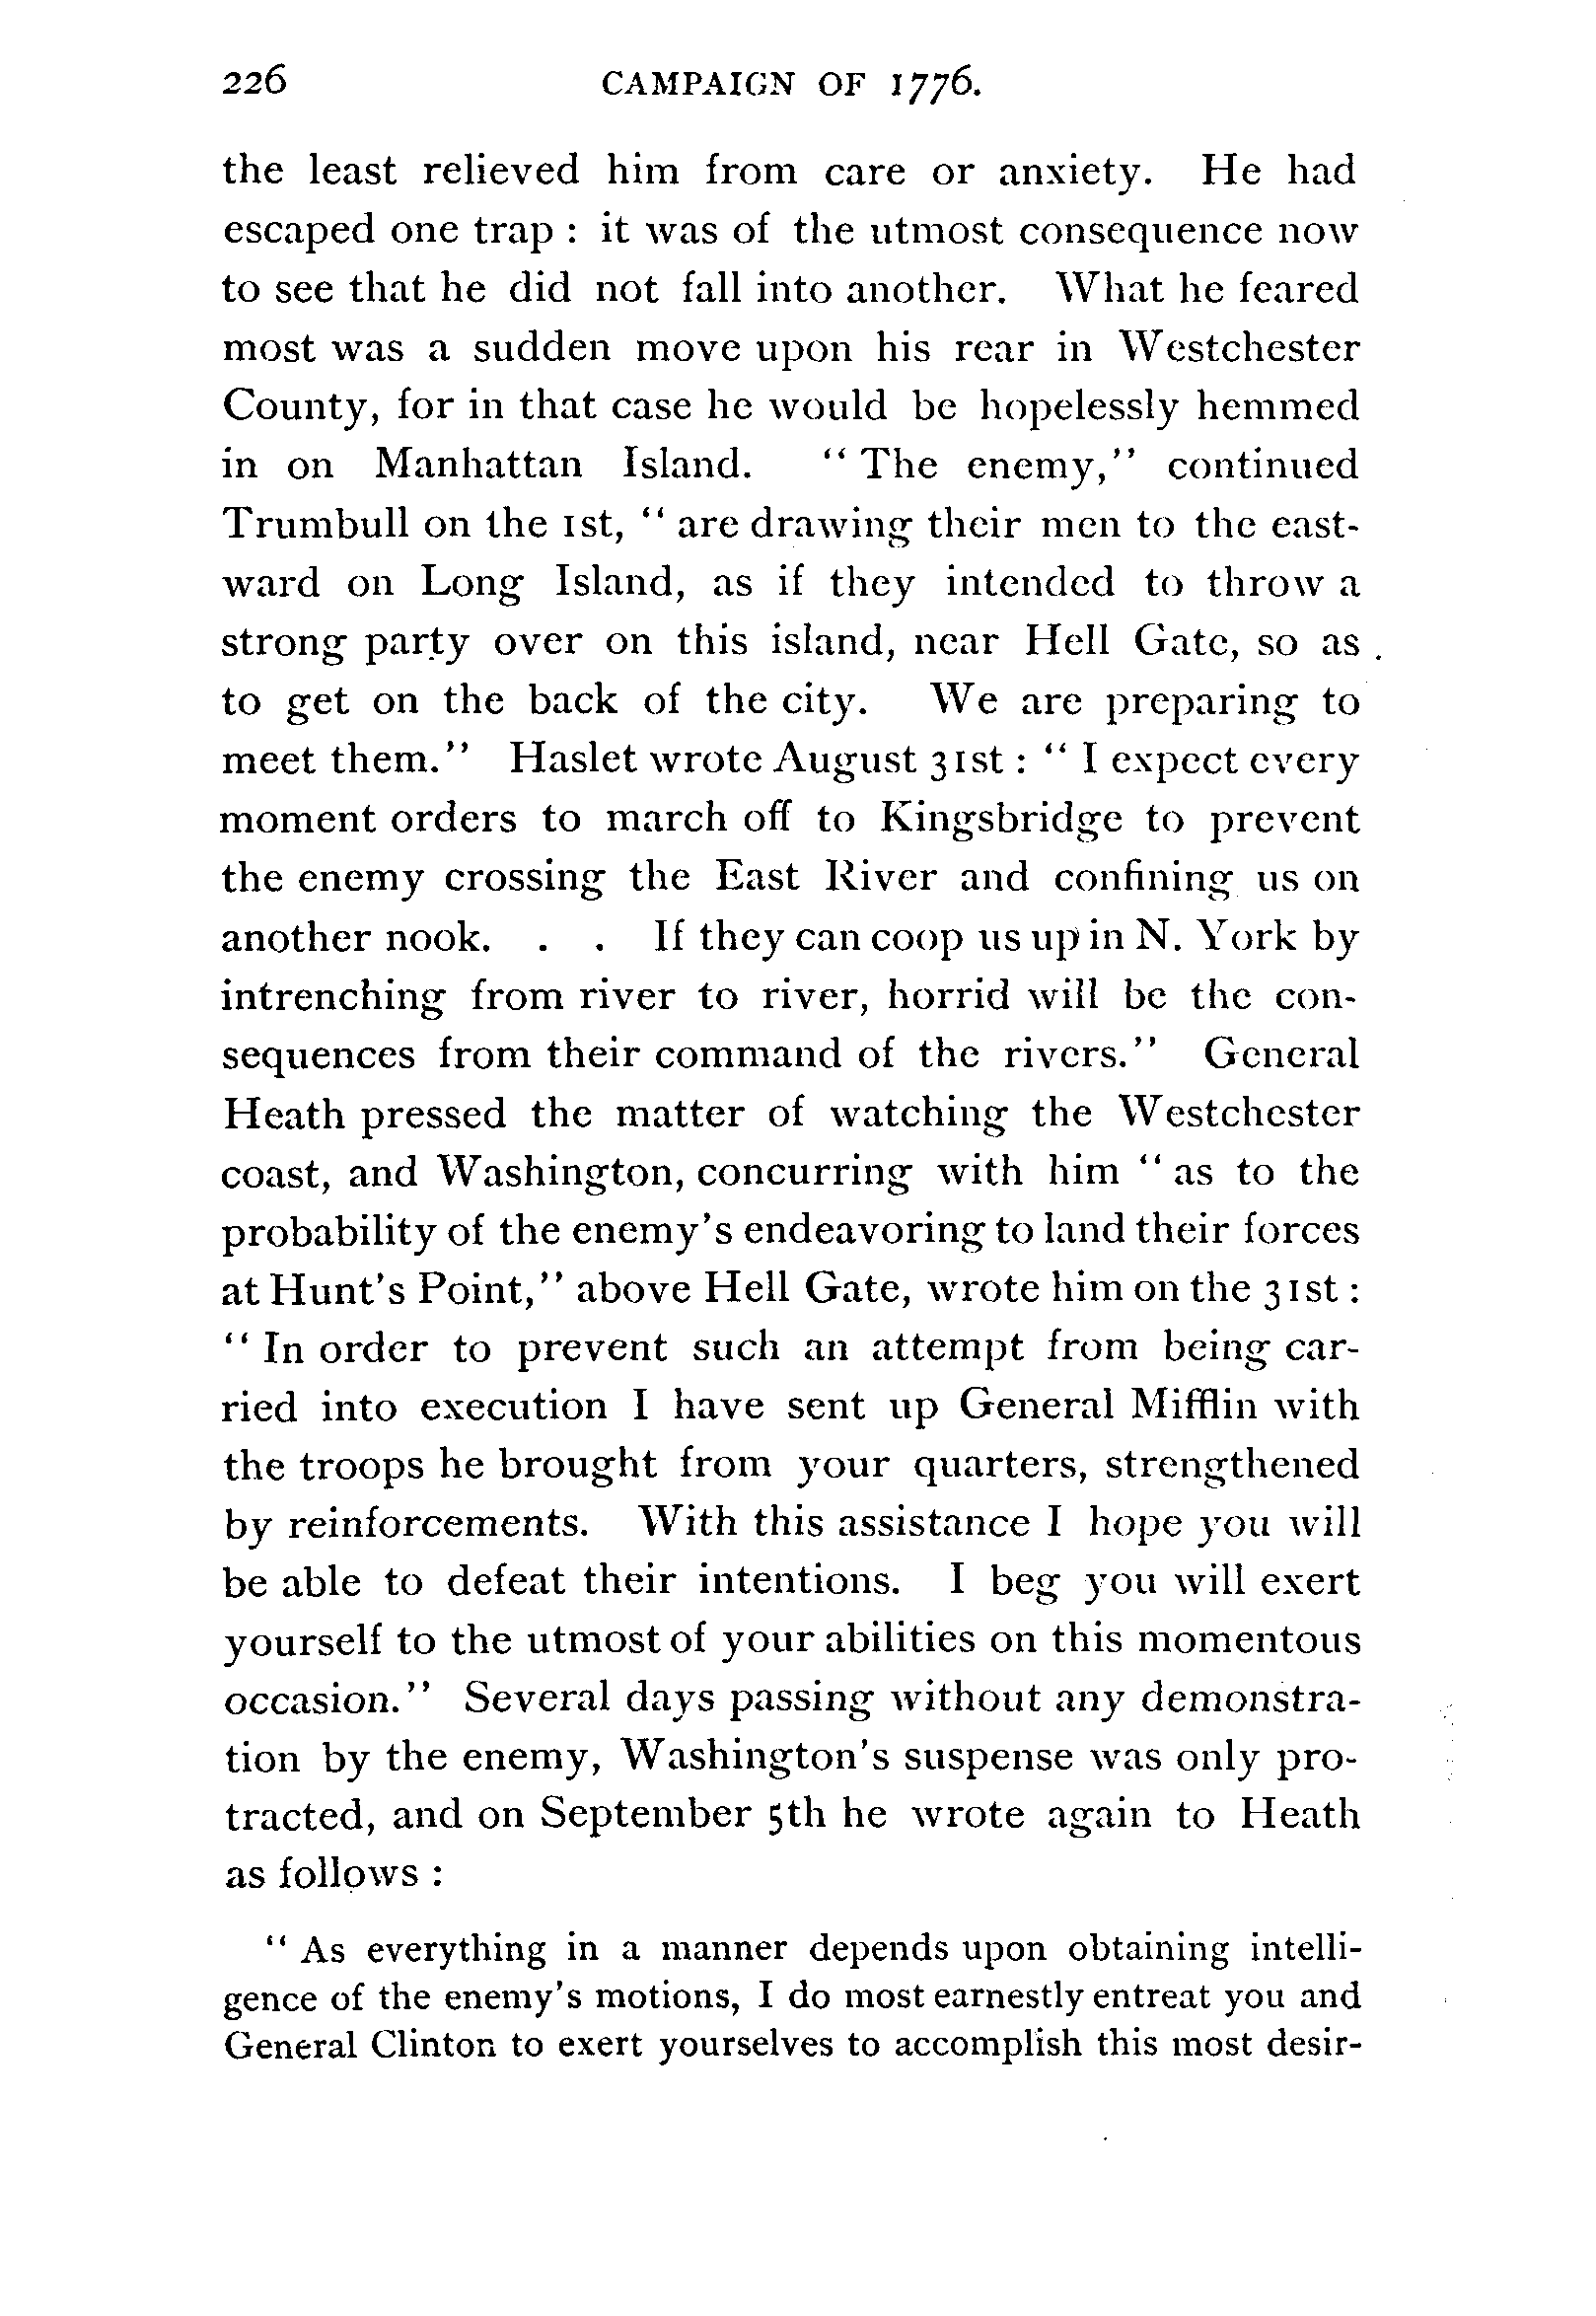 226 CAMPAIGN OF 1776.
the least relieved him from care or anxiety. He had
escaped one trap : it was of the utmost consequence now
to see that he did not fall into another. What he feared
most was a sudden move upon his rear in Westchester
County, for in that case he would be hopelessly hemmed
in on Manhattan Island. “ The enemy,” continued
Trumbull on the 1st, “ are drawing their men to the east-
ward on Long Island, as if they intended to throw a
strong party over on this island, near Hell Gate, so as
to get on the back of the city. We are preparing to
meet them.” Haslet wrote August 31st : “ I expect every
moment orders to march off to Kingsbridge to prevent
the enemy crossing the East River and confining us on
another nook. . . If they can coop us up in N. York by
intrenching from river to river, horrid will be the con-
sequences from their command of the rivers.” General
Heath pressed the matter of watching the Westchester
coast, and Washington, concurring with him “ as to the
probability of the enemy’s endeavoring to land their forces
at Hunt’s Point,” above Hell Gate, wrote him on the 31st :
“ In order to prevent such an attempt from being car-
ried into execution I have sent up General Mifflin with
the troops he brought from your quarters, strengthened
by reinforcements. With this assistance I hope you will
be able to defeat their intentions. I beg you will exert
yourself to the utmost of your abilities on this momentous
occasion.” Several days passing without any demonstra-
tion by the enemy, Washington’s suspense was only pro-
tracted, and on September 5th he wrote again to Heath
as follows :
“ As everything in a manner depends upon obtaining intelli-
gence of the enemy’s motions, I do most earnestly entreat you and
General Clinton to exert yourselves to accomplish this most desir-